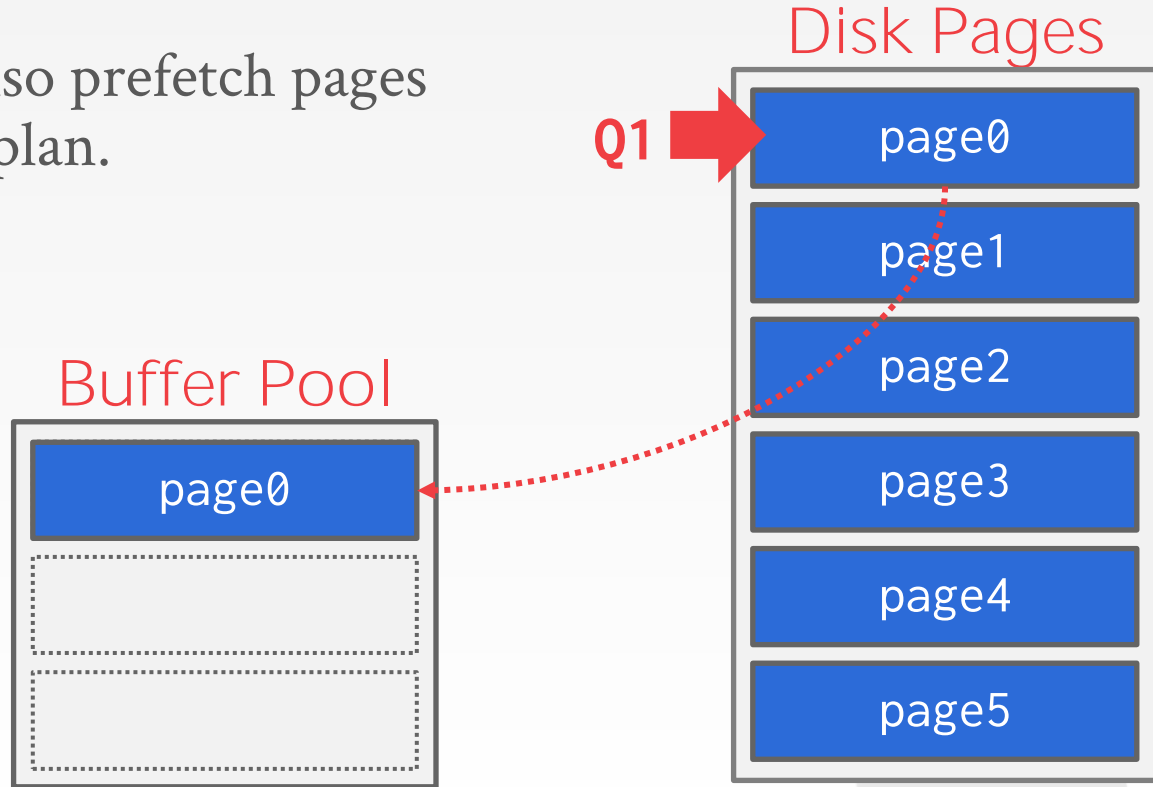 so prefetch pages
plan.
Disk Pages
Q1
page0
page1
page2
page3
page4
page5
Buffer Pool
page0